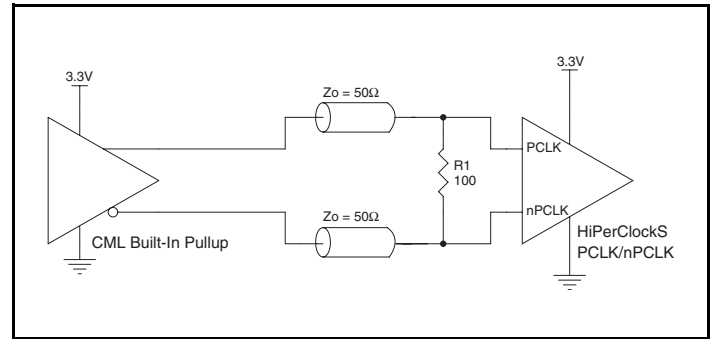 3.3V
3.3V
Zo = 50Ω
PCLK
R1
100
nPCLK
Zo = 50Ω
HiPerClockS
PCLK/nPCLK
CML Built-In Pullup